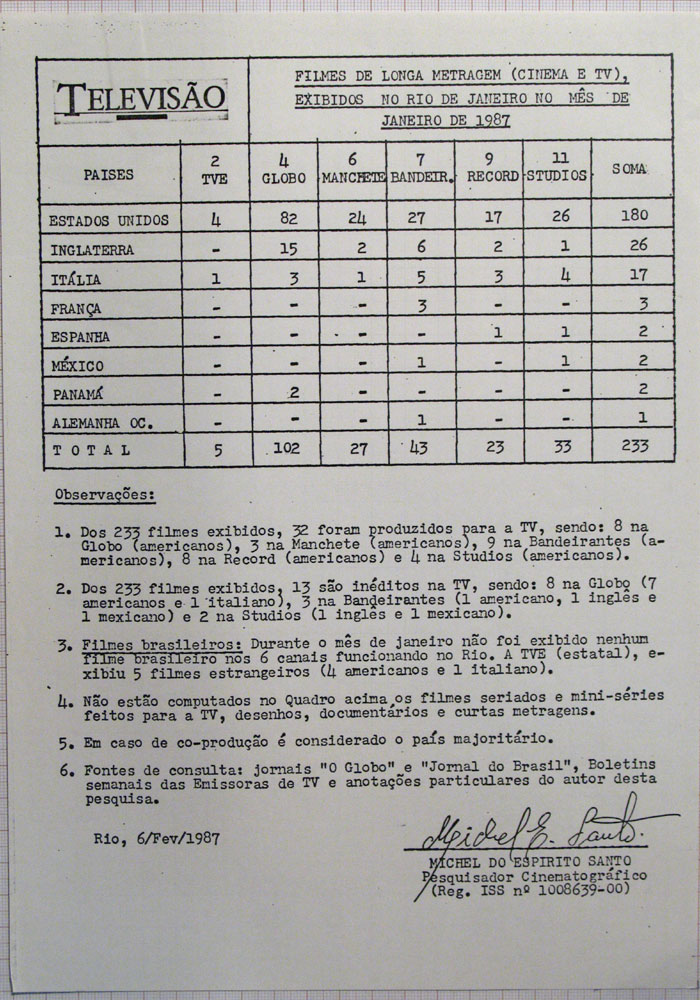 TELEVISÃO
FILMES DE LONGA METRAGEM (CINEMA E TV),
EXIBIDOS NO RIO DE JANEIRO NO MÊS DE
JANEIRO DE 1987
PAISES 2 TVE 4 GLOBO 6 MANCHETE 7 BANDEIR. 9 RECORD 11 STUDIOS SOMA
ESTADOS UNIDOS 4 82 24 27 17 26 180
INGLATERRA - 15 2 6 2 1 26
ITÁLIA 1 3 1 5 3 4 17
FRANÇA - - - 3 - - 3
ESPANHA - - - - 1 1 2
MÉXICO - - - 1 - 1 2
PANAMÁ - 2 - - - - 2
ALEMANHA OC. - - - 1 - - 1
T O T A L 5 102 27 43 23 33 233
Observações:
1. Dos 233 filmes exibidos, 32 foram produzidos para a TV, sendo: 8 na
Globo (americanos), 3 na Manchete (americanos), 9 na Bandeirantes (a-
mericanos), 8 na Record (americanos) e 4 na Studios (americanos).
2. Dos 233 filmes exibidos, 13 são inéditos na TV, sendo: 8 na Globo (7
americanos e 1 italiano), 3 na Bandeirantes (1 americano, 1 inglês e
1 mexicano) e 2 na Studios (1 inglês e 1 mexicano).
3. Filmes brasileiros: Durante o mês de janeiro não foi exibido nenhum
filme brasileiro nos 6 canais funcionando no Rio. A TVE (estatal), e-
xibiu 5 filmes estrangeiros (4 americanos e 1 italiano).
4. Não estão computados no Quadro acima os filmes seriados e mini-séries
feitos para a TV, desenhos, documentários e curtas metragens.
5. Em caso de co-produção é considerado o país majoritário.
6. Fontes de consulta: jornais "O Globo" e "Jornal do Brasil", Boletins
semanais das Emissoras de TV e anotações particulares do autor desta
pesquisa.
Rio, 6/Fev/1987
Michel E. Santo
MICHEL DO ESPIRITO SANTO
Pesquisador Cinematográfico
(Reg. ISS nº 1008639-00)